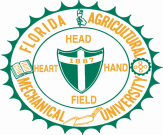 FLORIDA AGRICULTURAL
MECHANICAL UNIVERSITY
HEAD
HEART
1887
HAND
FIELD